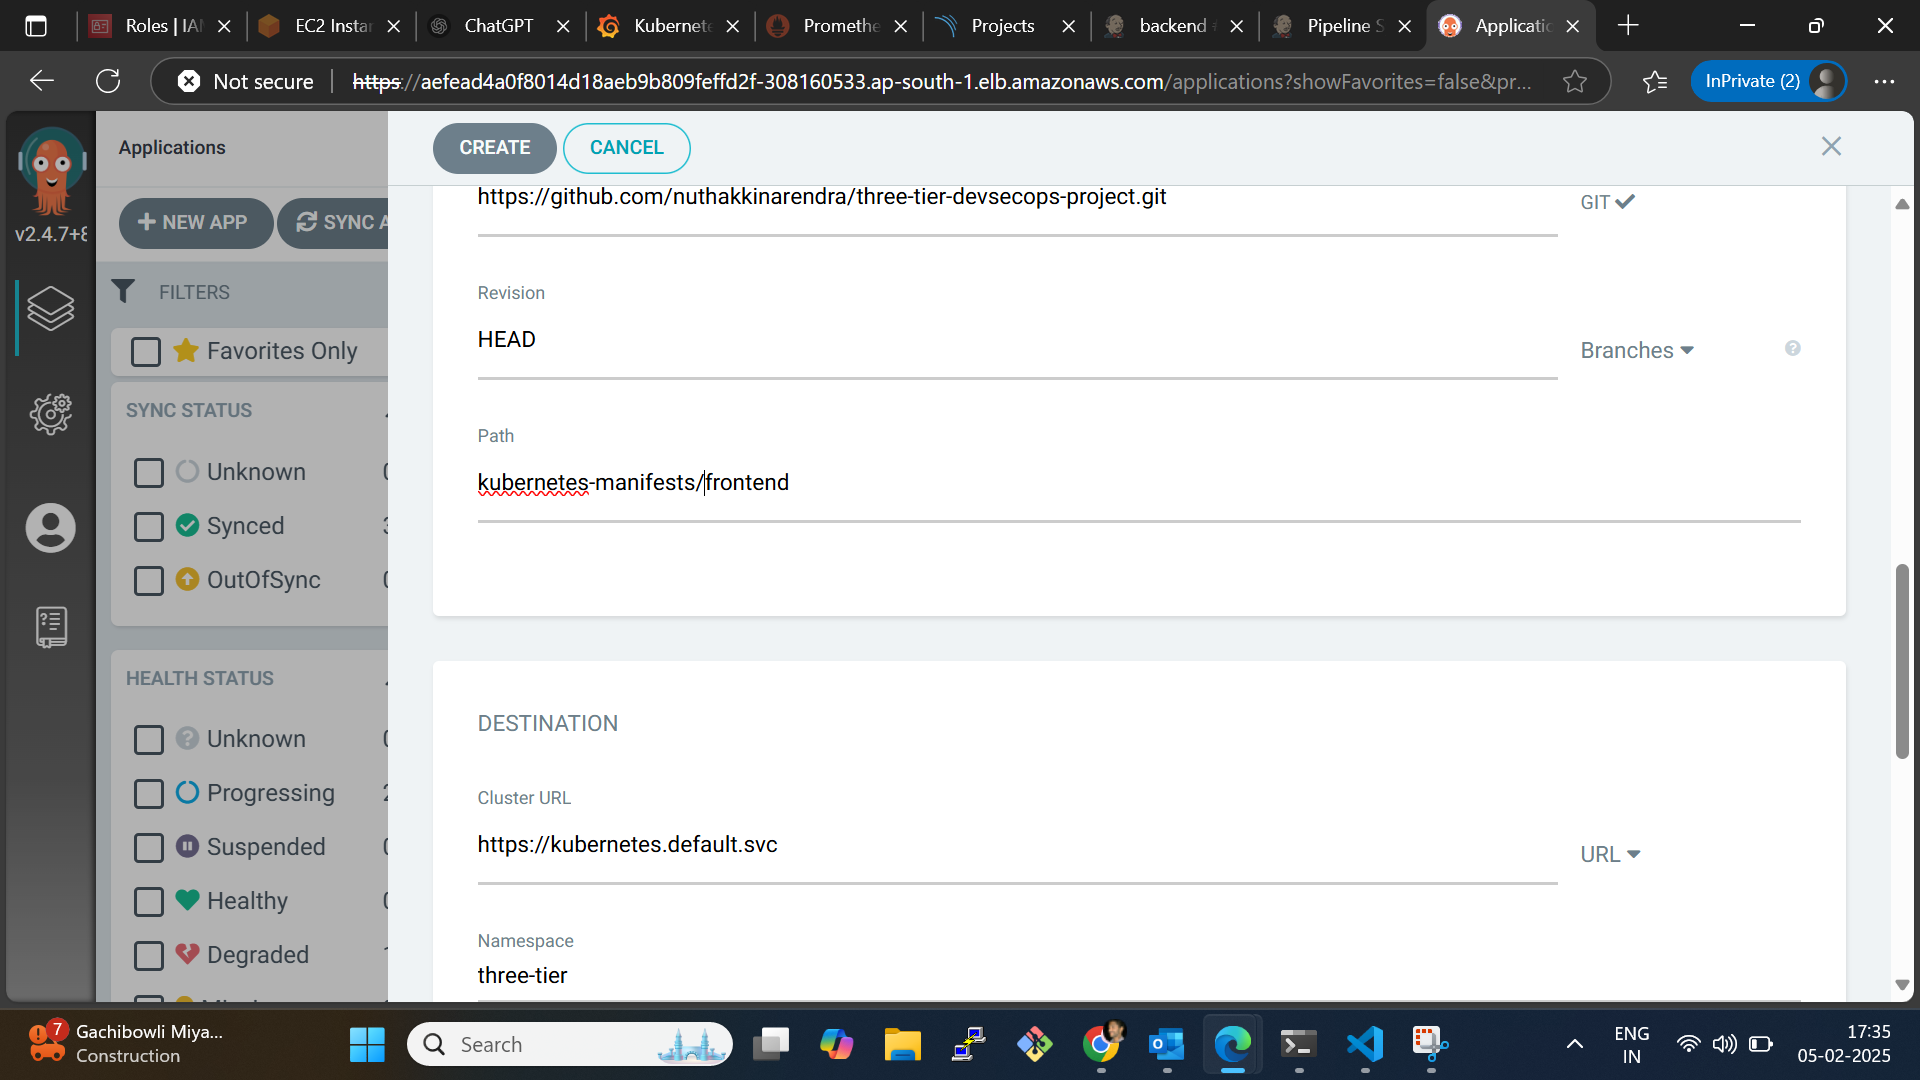 Roles | IAM
EC2 Instan
ChatGPT
Kubernete
Promethe
Projects
backend
Pipeline S
Applicatio
Not secure
https://aefead4a0f8014d18aeb9b809feffd2f-308160533.ap-south-1.elb.amazonaws.com/applications?showFavorites=false&pr...
InPrivate (2)
v2.4.7+8
Applications
+ NEW APP
SYNC A
FILTERS
Favorites Only
SYNC STATUS
Unknown
Synced
OutOfSync
HEALTH STATUS
Unknown
Progressing
Suspended
Healthy
Degraded
CREATE
CANCEL
https://github.com/nuthakkinarendra/three-tier-devsecops-project.git
GIT
Revision
HEAD
Branches
Path
kubernetes-manifests/frontend
DESTINATION
Cluster URL
https://kubernetes.default.svc
URL
Namespace
three-tier
7
Gachibowli Miya...
Construction
Search
ENG
IN
17:35
05-02-2025